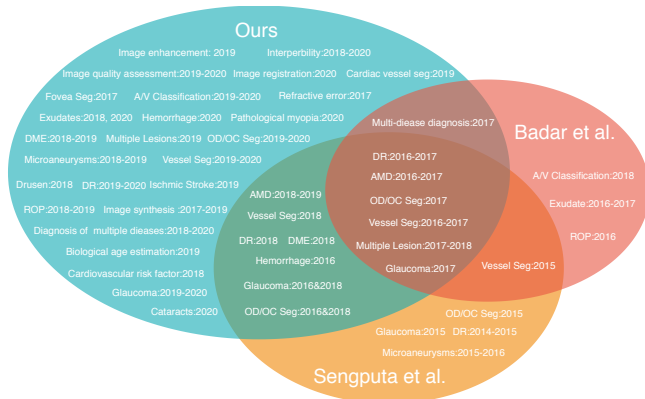 Ours
Image enhancement: 2019
Interperbility:2018-2020
Image quality assessment:2019-2020
Image registration:2020
Cardiac vessel seg:2019
Fovea Seg:2017
A/V Classification:2019-2020
Refractive error:2017
Exudates:2018, 2020
Hemorrhage:2020
Pathological myopia:2020
Multi-diease diagnosis:2017
Badar et al.
DME:2018-2019
Multiple Lesions:2019
OD/OC Seg:2019-2020
Microaneurysms:2018-2019
Vessel Seg:2019-2020
DR:2016-2017
Drusen:2018
DR:2019-2020
Ischmic Stroke:2019
AMD:2016-2017
A/V Classification:2018
AMD:2018-2019
OD/OC Seg:2017
Exudate:2016-2017
ROP:2018-2019
Image synthesis :2017-2019
Vessel Seg:2018
Vessel Seg:2016-2017
Diagnosis of multiple dieases:2018-2020
DR:2018
DME:2018
Multiple Lesion:2017-2018
ROP:2016
Biological age estimation:2019
Hemorrhage:2016
Glaucoma:2017
Vessel Seg:2015
Cardiovascular risk factor:2018
Glaucoma:2016&2018
Glaucoma:2019-2020
Cataracts:2020
OD/OC Seg:2016&2018
OD/OC Seg:2015
Glaucoma:2015
DR:2014-2015
Microaneurysms:2015-2016
Sengputa et al.